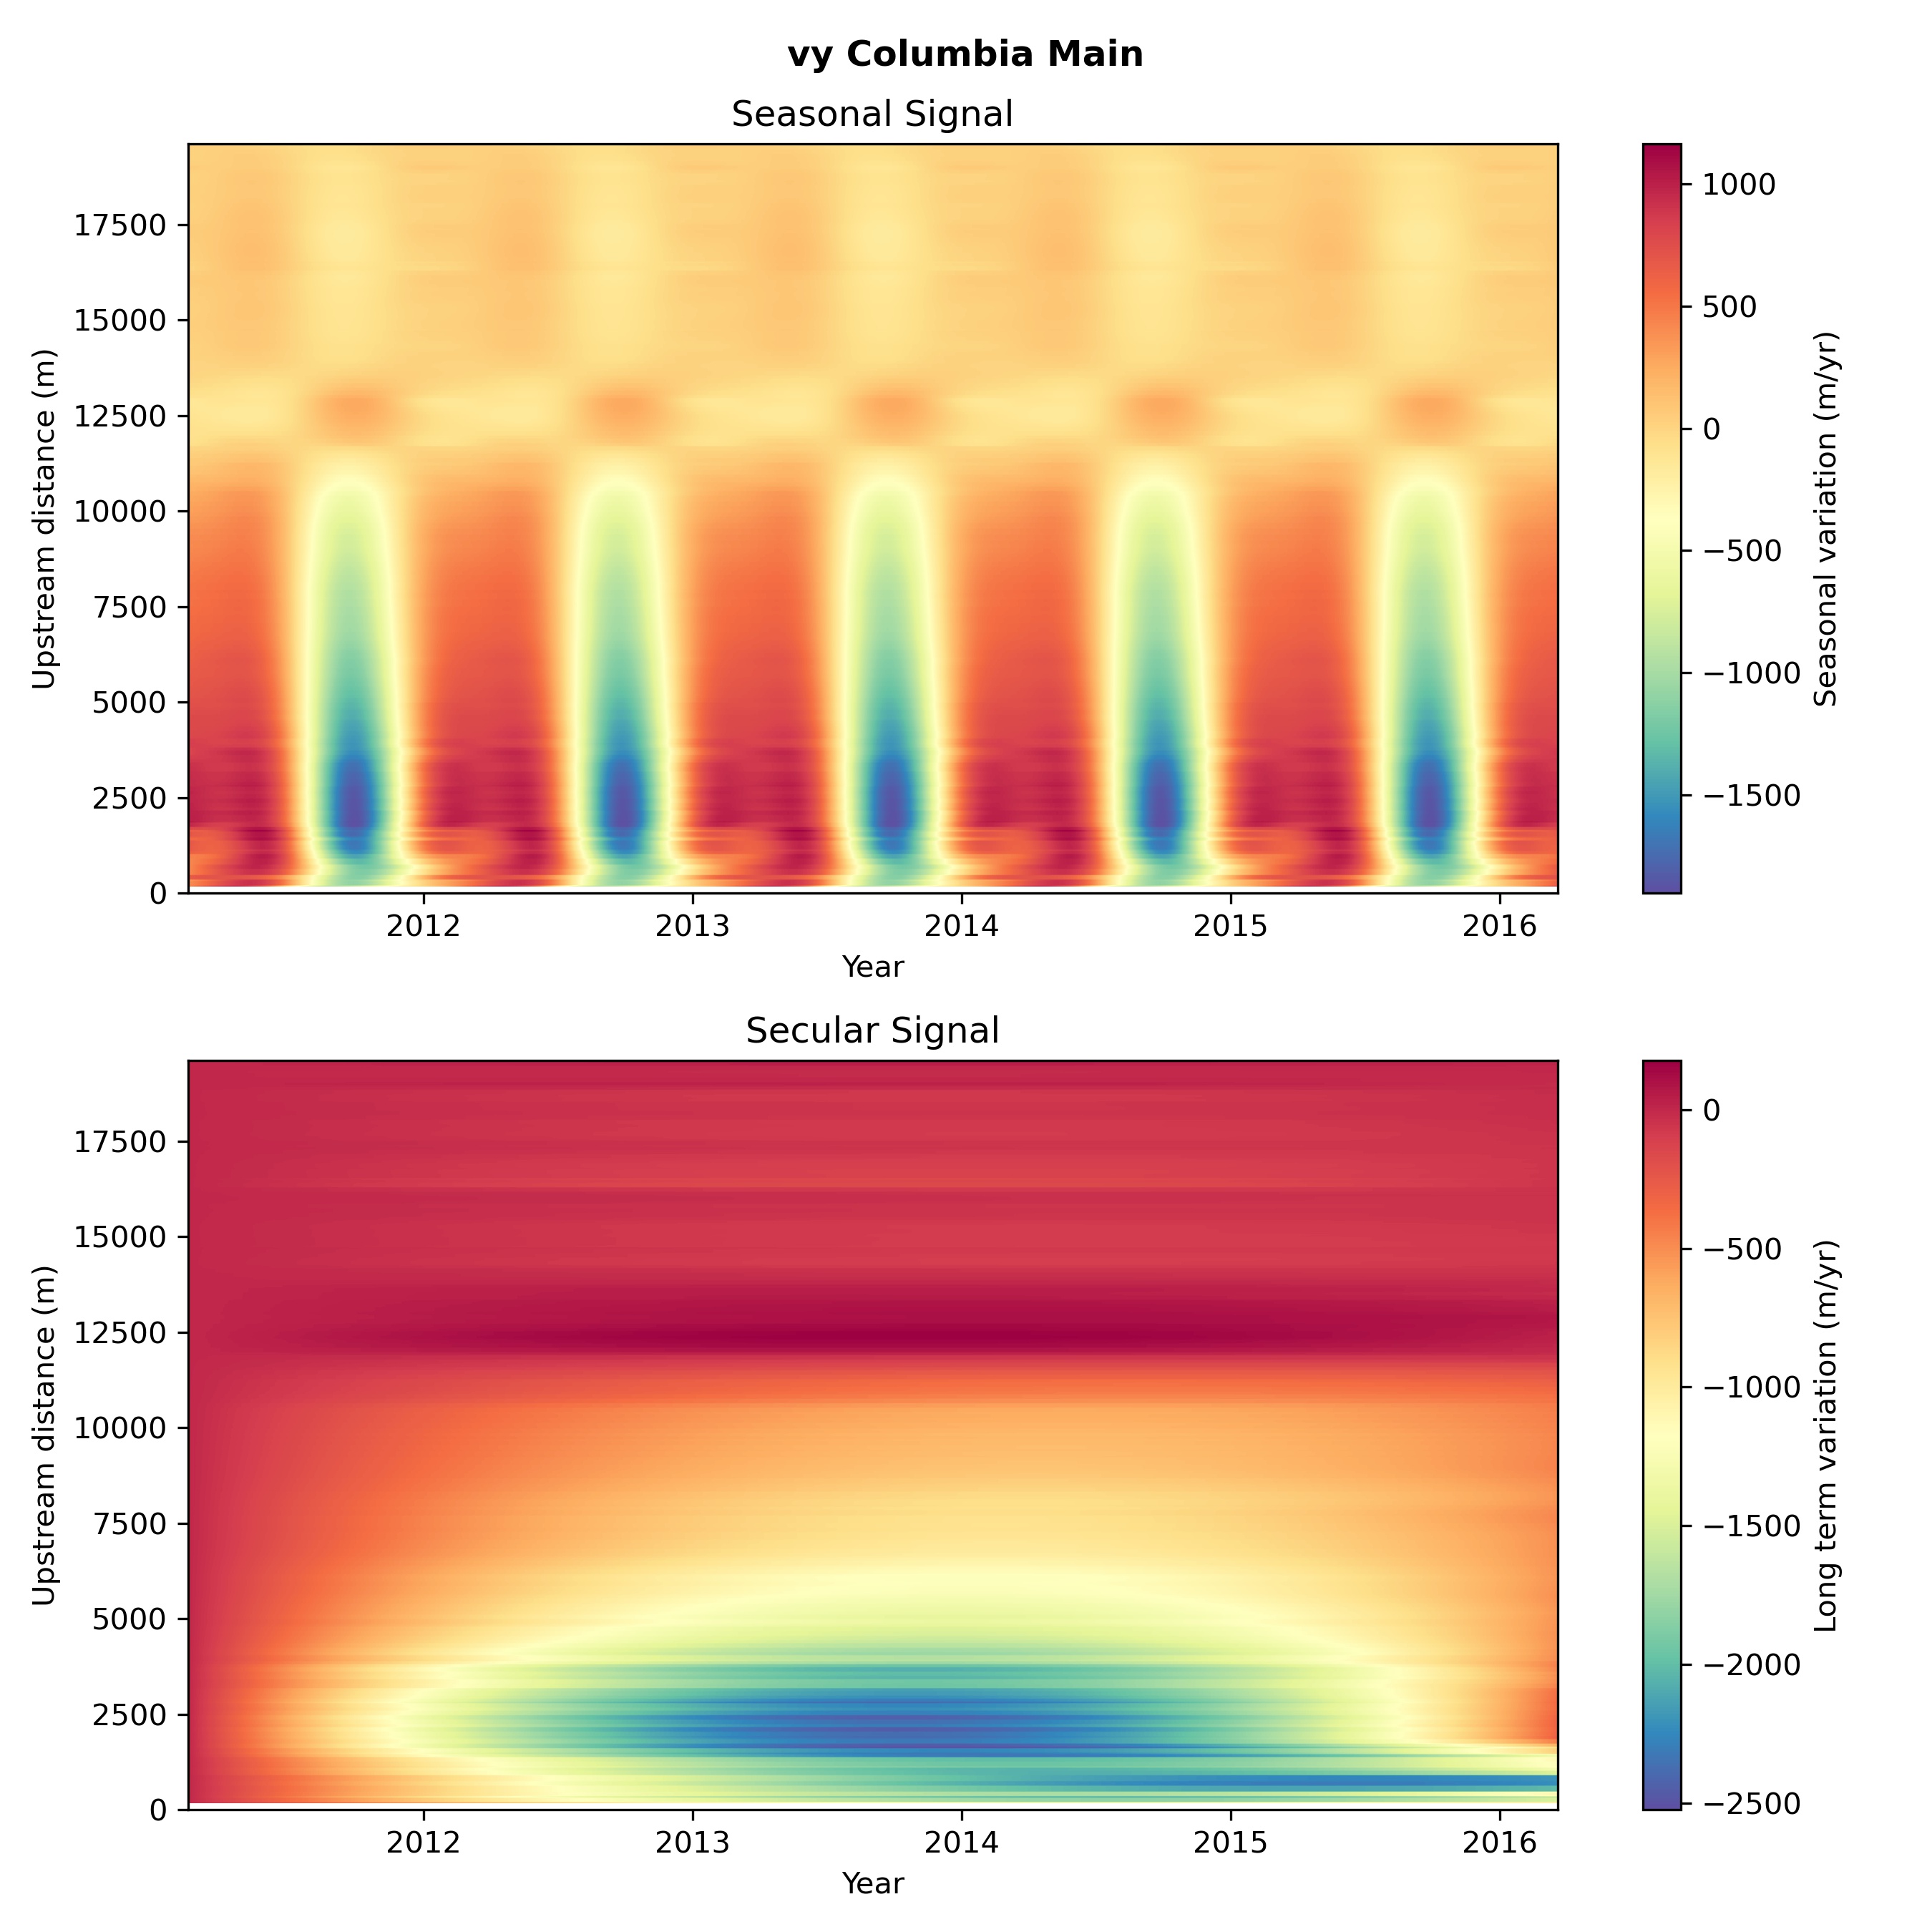 vy Columbia Main
Seasonal Signal
17500
15000
12500
10000
7500
5000
2500
0
Upstream distance (m)
2012 2013 2014 2015 2016
Year
1000
500
0
−500
−1000
−1500
Seasonal variation (m/yr)
Secular Signal
17500
15000
12500
10000
7500
5000
2500
0
Upstream distance (m)
2012 2013 2014 2015 2016
Year
0
−500
−1000
−1500
−2000
−2500
Long term variation (m/yr)